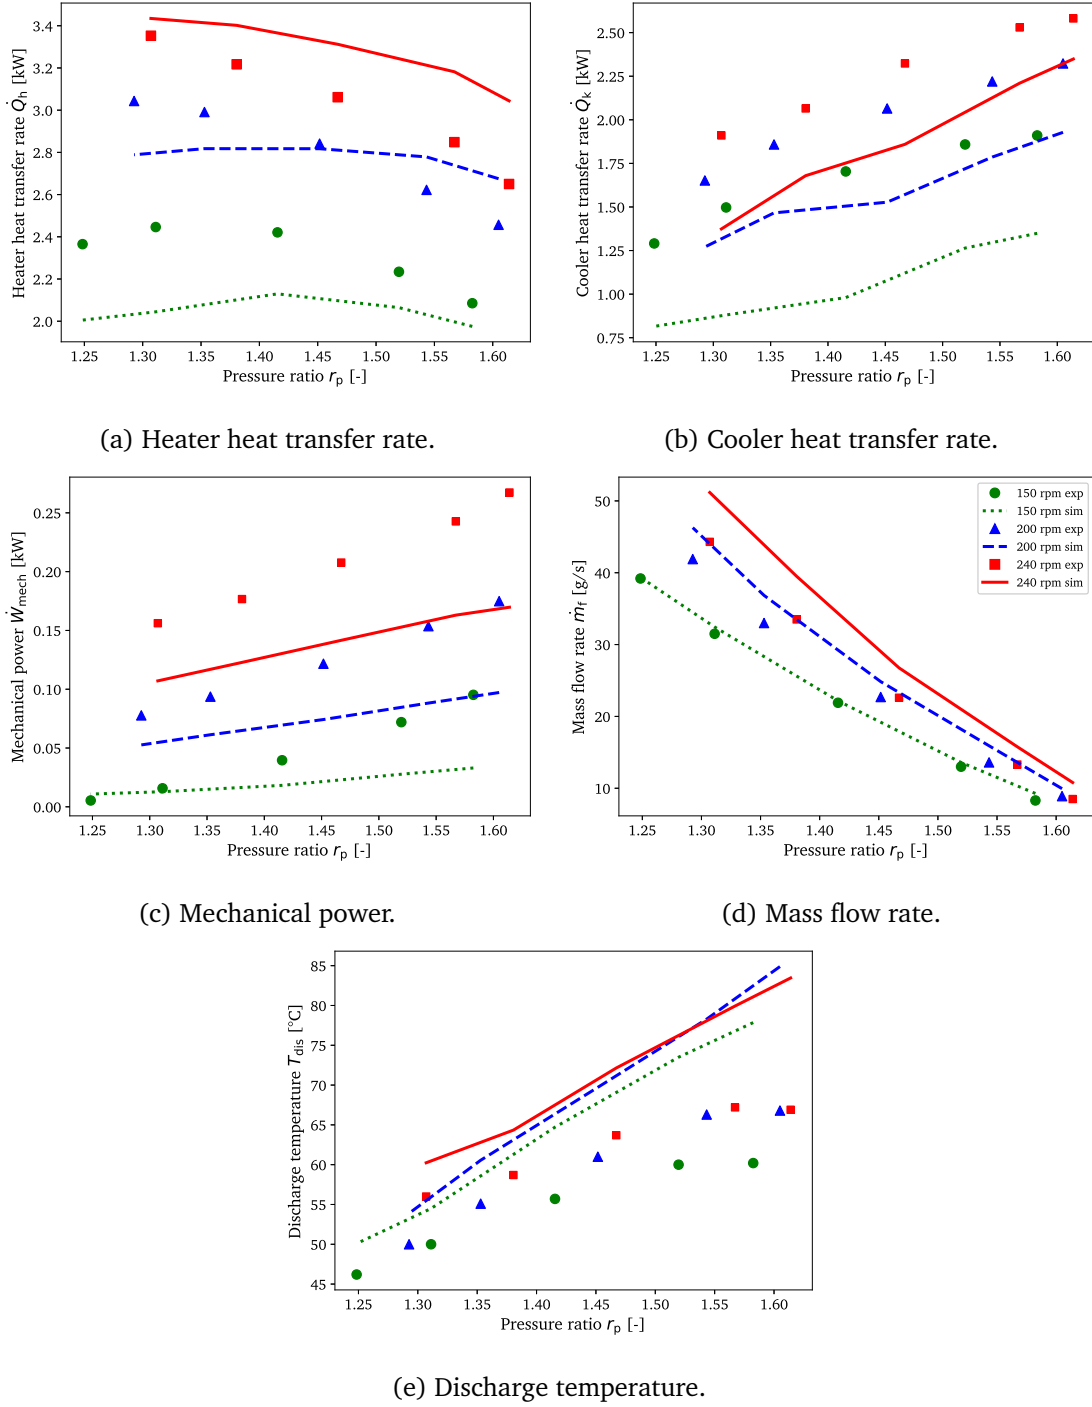 3.4
3.2
3.0
2.8
2.6
2.4
2.2
2.0
Heater heat transfer rate Q̇h [kW]
1.25 1.30 1.35 1.40 1.45 1.50 1.55 1.60
Pressure ratio rp [-]
(a) Heater heat transfer rate.
2.50
2.25
2.00
1.75
1.50
1.25
1.00
0.75
Cooler heat transfer rate Q̇k [kW]
1.25 1.30 1.35 1.40 1.45 1.50 1.55 1.60
Pressure ratio rp [-]
(b) Cooler heat transfer rate.
0.25
0.20
0.15
0.10
0.05
0.00
Mechanical power Ẇmech [kW]
1.25 1.30 1.35 1.40 1.45 1.50 1.55 1.60
Pressure ratio rp [-]
(c) Mechanical power.
50
40
30
20
10
Mass flow rate ṁf [g/s]
150 rpm exp
150 rpm sim
200 rpm exp
200 rpm sim
240 rpm exp
240 rpm sim
1.25 1.30 1.35 1.40 1.45 1.50 1.55 1.60
Pressure ratio rp [-]
(d) Mass flow rate.
85
80
75
70
65
60
55
50
45
Discharge temperature Tdis [°C]
1.25 1.30 1.35 1.40 1.45 1.50 1.55 1.60
Pressure ratio rp [-]
(e) Discharge temperature.